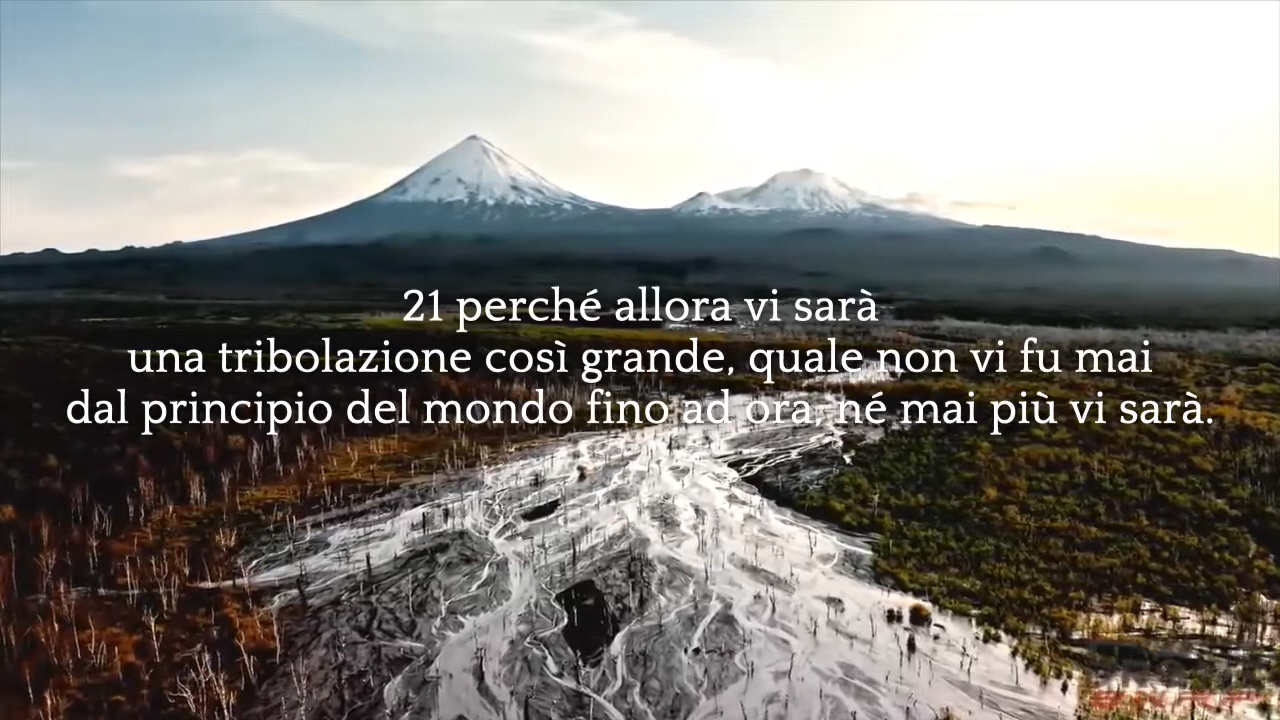 21 perché allora vi sarà
una tribolazione così grande, quale non vi fu mai
dal principio del mondo fino ad ora, né mai più vi sarà.